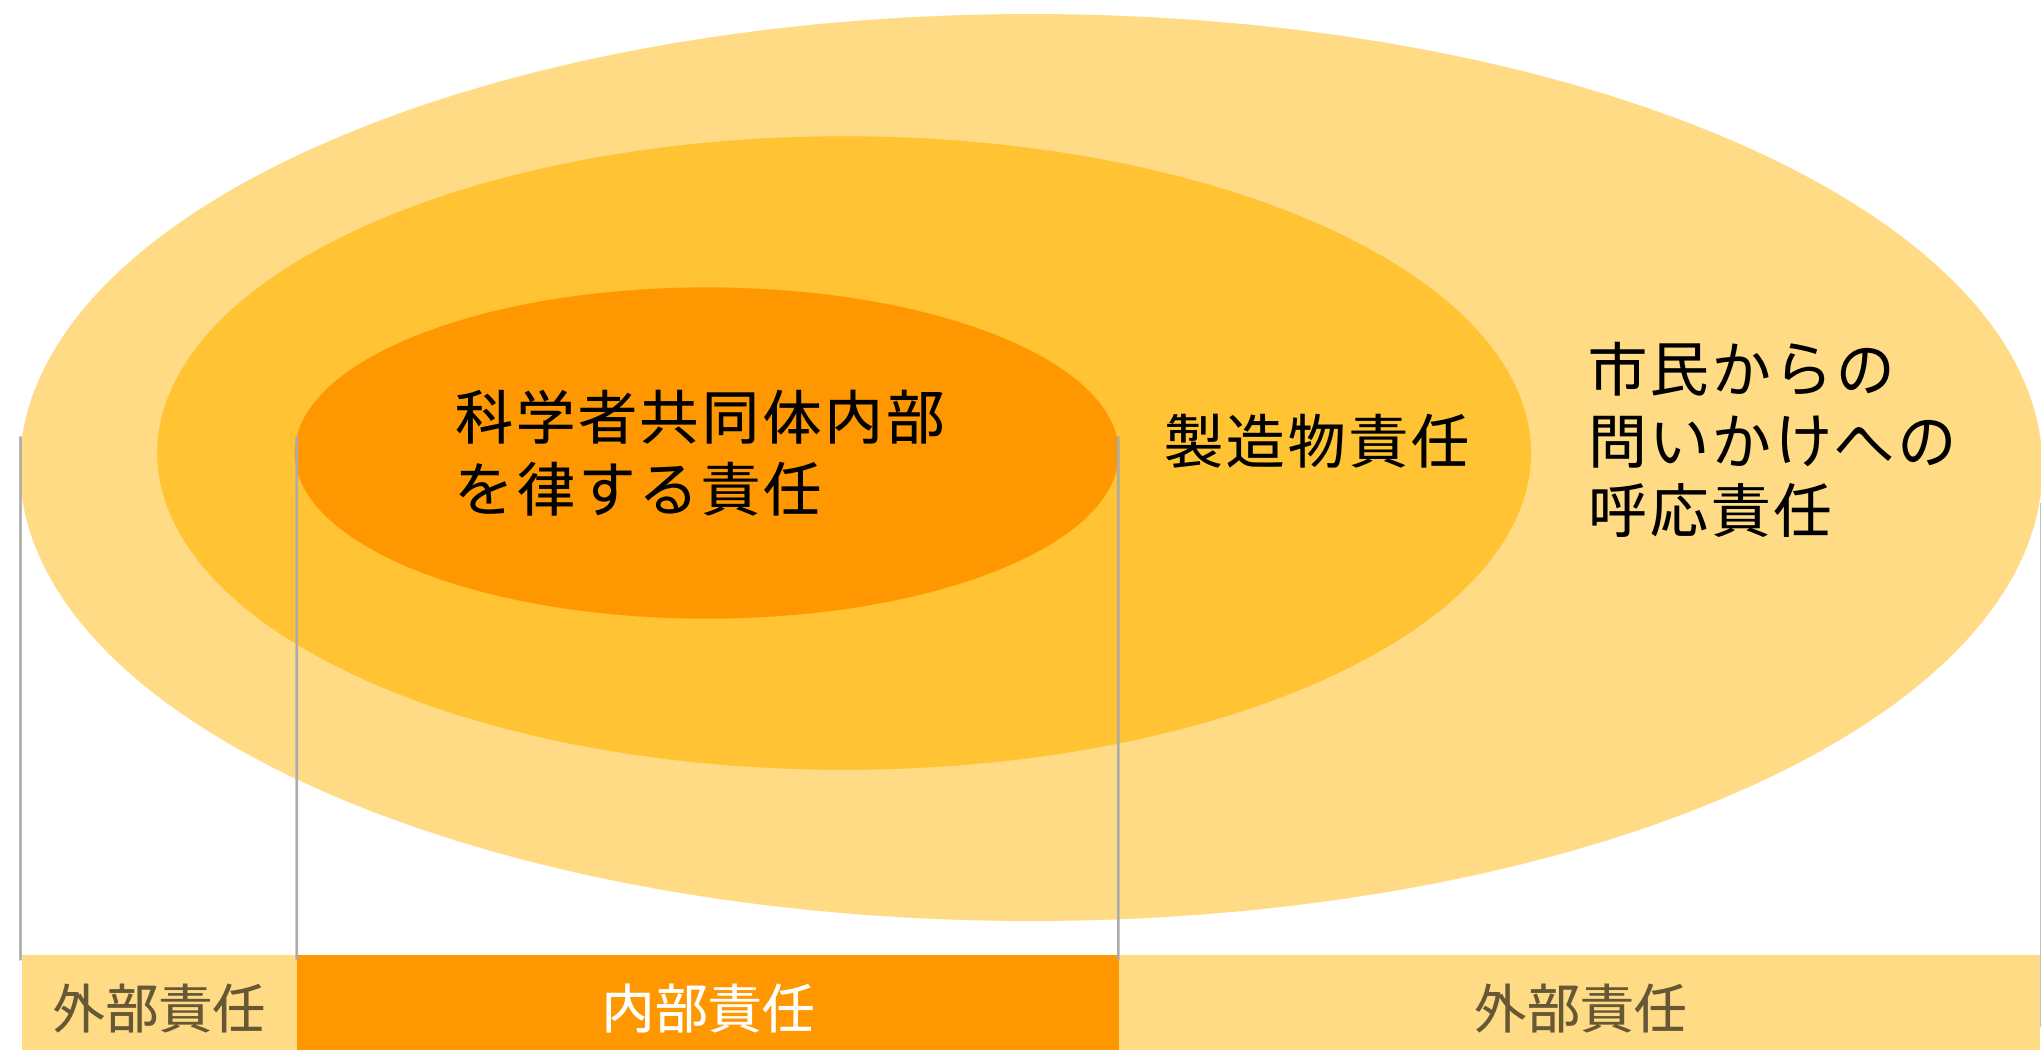 科学者共同体内部
を律する責任
製造物責任
市民からの
問いかけへの
呼応責任
外部責任
内部責任
外部責任